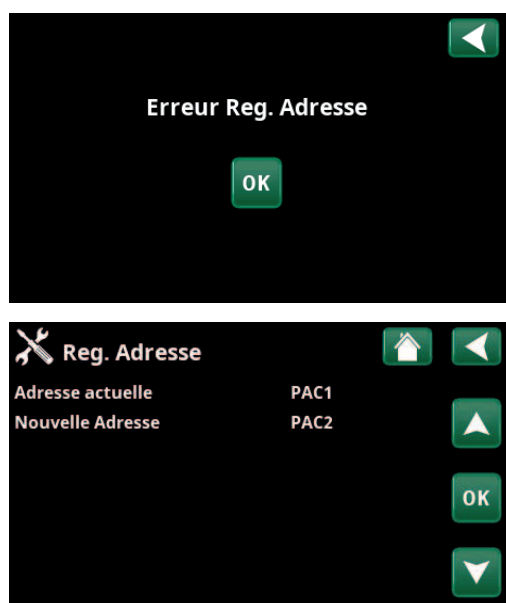 Erreur Reg. Adresse
OK
Reg. Adresse
Adresse actuelle PAC1
Nouvelle Adresse PAC2
OK